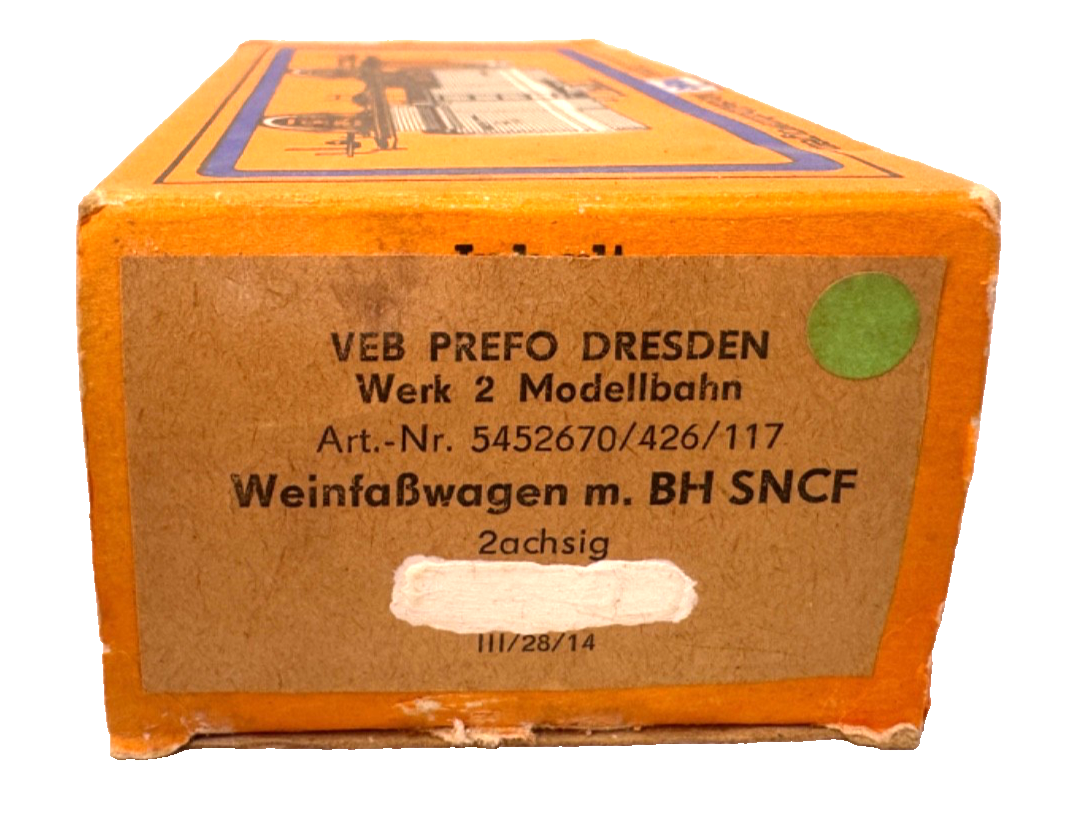 VEB PREFO DRESDEN
Werk 2 Modellbahn
Art.-Nr. 5452670/426/117
Weinfaßwagen m. BH SNCF
2achsig
III/28/14